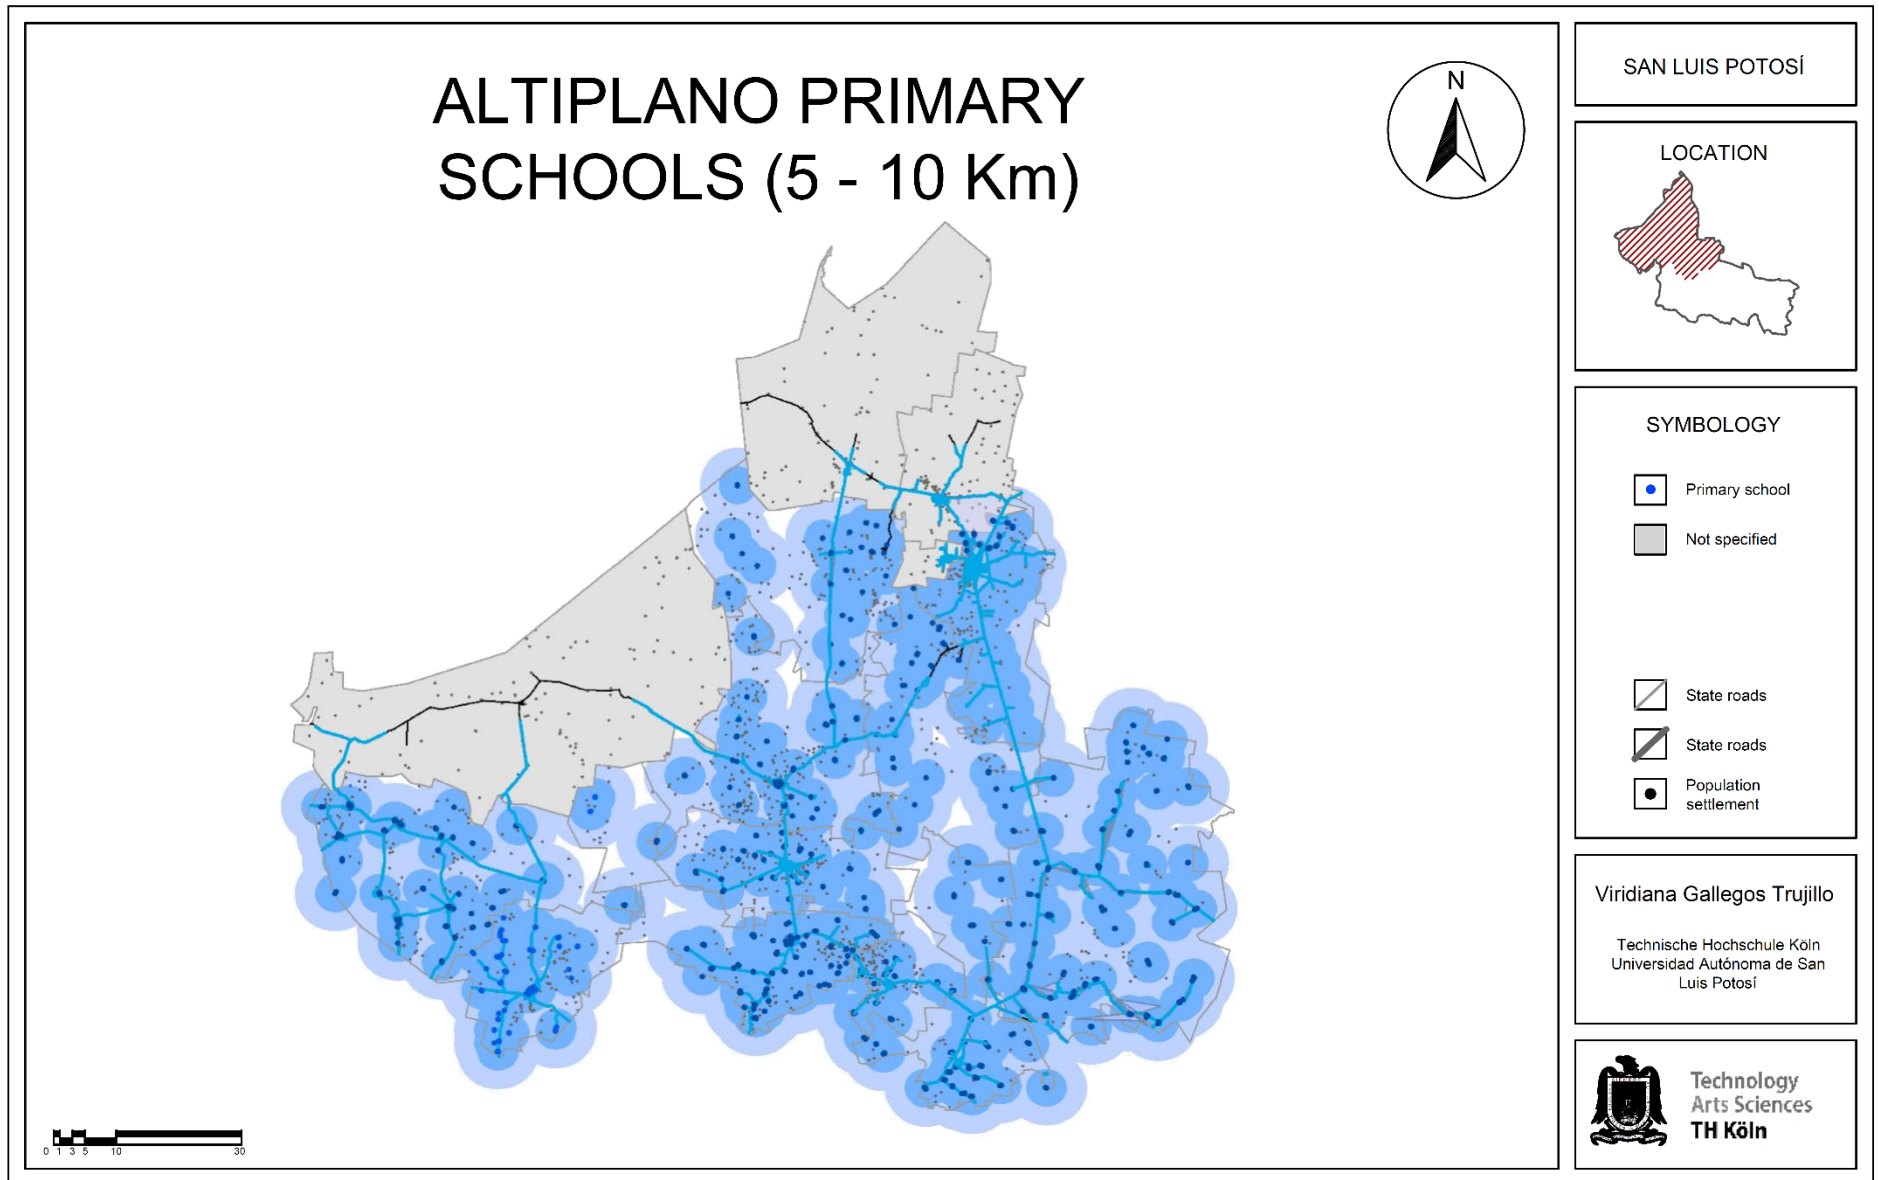 ALTIPLANO PRIMARY
SCHOOLS (5 - 10 Km)
N
0 1 3 5 10 30
SAN LUIS POTOSÍ
LOCATION
SYMBOLOGY
Primary school
Not specified
State roads
State roads
Population
settlement
Viridiana Gallegos Trujillo
Technische Hochschule Köln
Universidad Autónoma de San
Luis Potosí
Technology
Arts Sciences
TH Köln